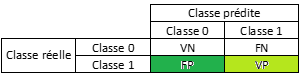 Classe prédite
Classe 0 Classe 1
Classe réelle Classe 0 VN FN
Classe 1 FP VP